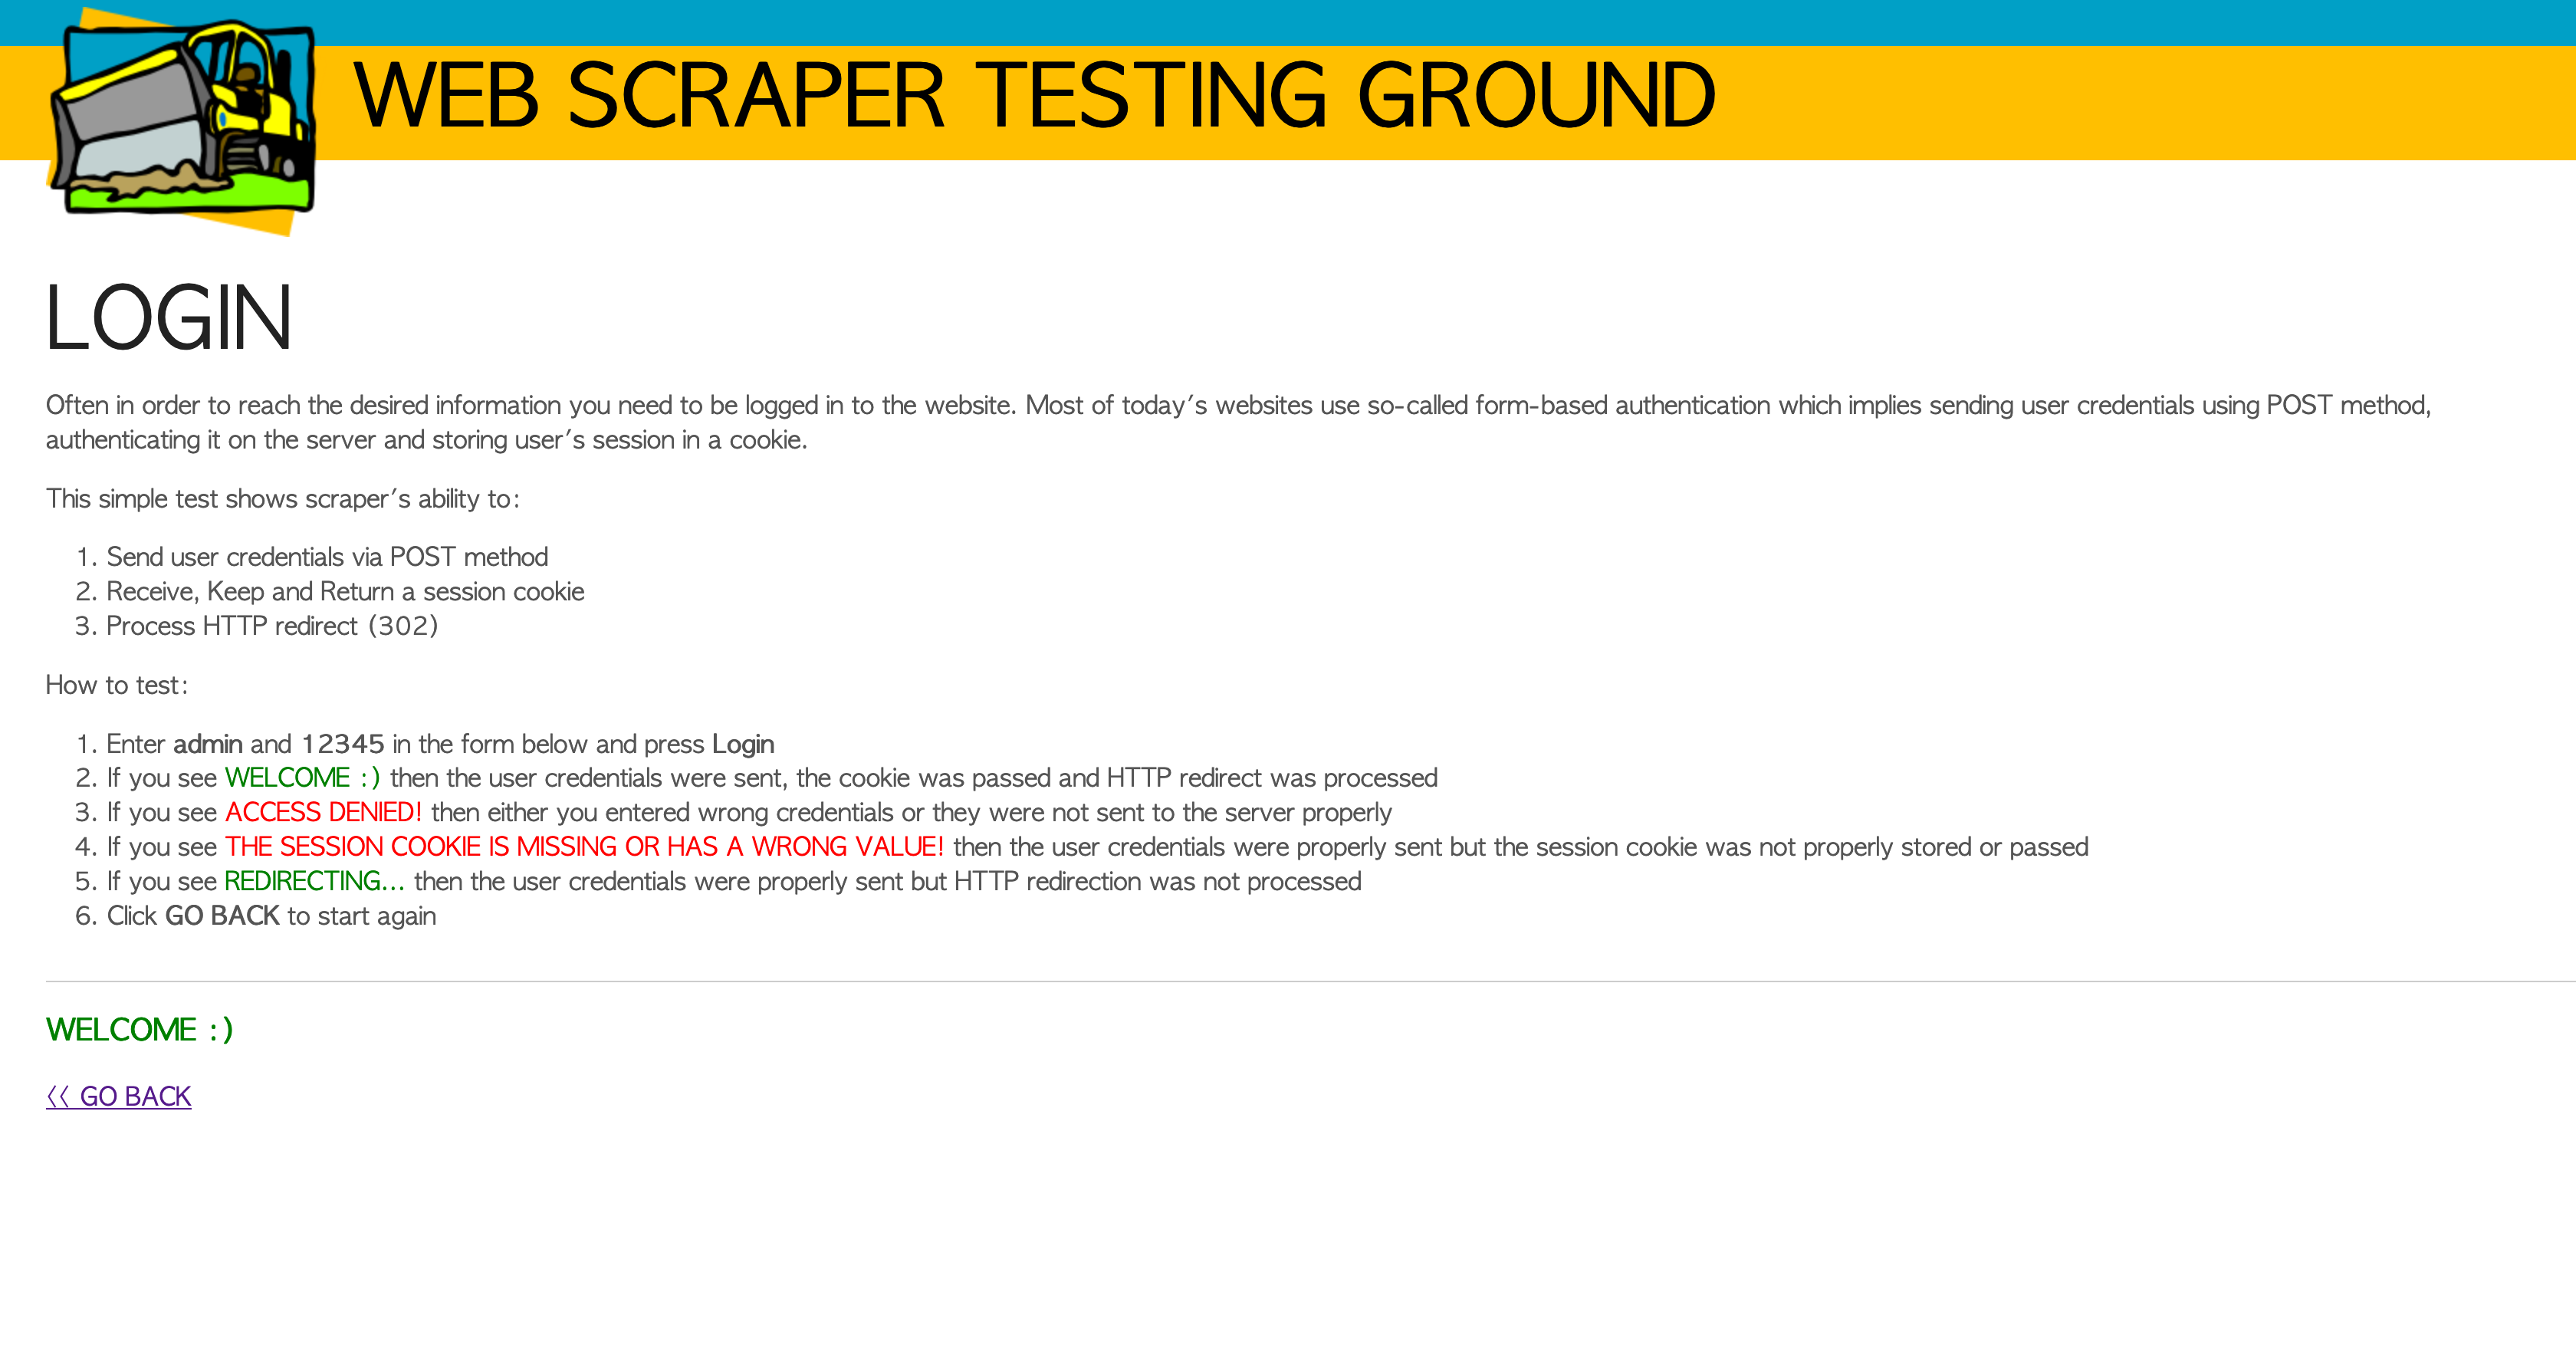 WEB SCRAPER TESTING GROUND
LOGIN
Often in order to reach the desired information you need to be logged in to the website. Most of today's websites use so-called form-based authentication which implies sending user credentials using POST method,
authenticating it on the server and storing user's session in a cookie.
This simple test shows scraper's ability to:
1. Send user credentials via POST method
2. Receive, Keep and Return a session cookie
3. Process HTTP redirect (302)
How to test:
1. Enter admin and 12345 in the form below and press Login
2. If you see WELCOME :) then the user credentials were sent, the cookie was passed and HTTP redirect was processed
3. If you see ACCESS DENIED! then either you entered wrong credentials or they were not sent to the server properly
4. If you see THE SESSION COOKIE IS MISSING OR HAS A WRONG VALUE! then the user credentials were properly sent but the session cookie was not properly stored or passed
5. If you see REDIRECTING... then the user credentials were properly sent but HTTP redirection was not processed
6. Click GO BACK to start again
WELCOME :)
<< GO BACK